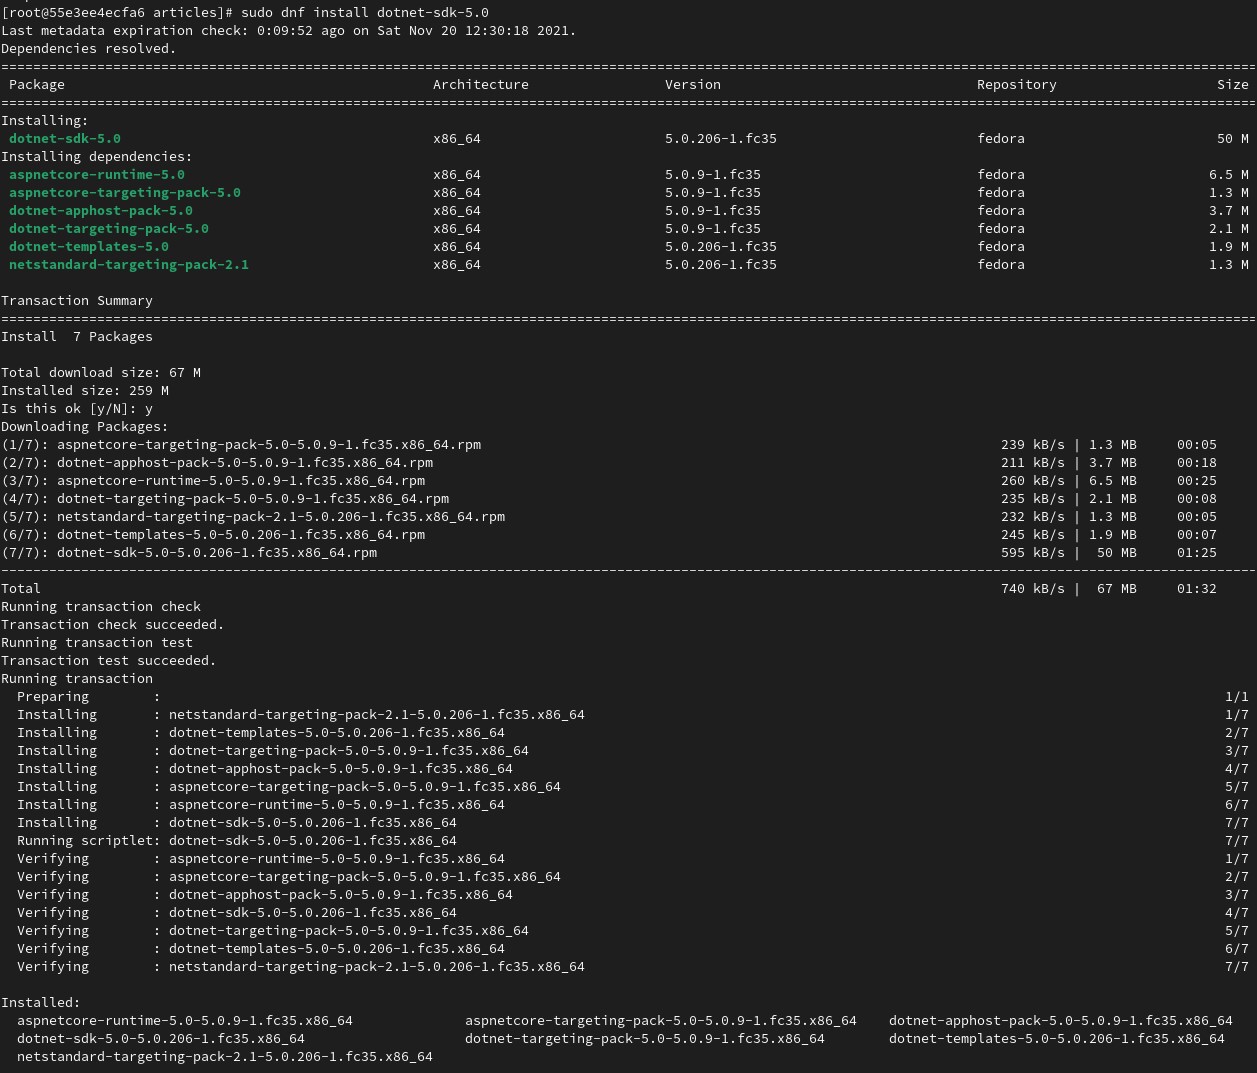 [root@55e3ee4ecfa6 articles]# sudo dnf install dotnet-sdk-5.0
Last metadata expiration check: 0:09:52 ago on Sat Nov 20 12:30:18 2021.
Dependencies resolved.
================================================================================
Package Architecture Version Repository Size
================================================================================
Installing:
dotnet-sdk-5.0 x86_64 5.0.206-1.fc35 fedora 50 M
Installing dependencies:
aspnetcore-runtime-5.0 x86_64 5.0.9-1.fc35 fedora 6.5 M
aspnetcore-targeting-pack-5.0 x86_64 5.0.9-1.fc35 fedora 1.3 M
dotnet-apphost-pack-5.0 x86_64 5.0.9-1.fc35 fedora 3.7 M
dotnet-targeting-pack-5.0 x86_64 5.0.9-1.fc35 fedora 2.1 M
dotnet-templates-5.0 x86_64 5.0.206-1.fc35 fedora 1.9 M
netstandard-targeting-pack-2.1 x86_64 5.0.206-1.fc35 fedora 1.3 M
Transaction Summary
================================================================================
Install 7 Packages
Total download size: 67 M
Installed size: 259 M
Is this ok [y/N]: y
Downloading Packages:
(1/7): aspnetcore-targeting-pack-5.0-5.0.9-1.fc35.x86_64.rpm 239 kB/s | 1.3 MB 00:05
(2/7): dotnet-apphost-pack-5.0-5.0.9-1.fc35.x86_64.rpm 211 kB/s | 3.7 MB 00:18
(3/7): aspnetcore-runtime-5.0-5.0.9-1.fc35.x86_64.rpm 260 kB/s | 6.5 MB 00:25
(4/7): dotnet-targeting-pack-5.0-5.0.9-1.fc35.x86_64.rpm 235 kB/s | 2.1 MB 00:08
(5/7): netstandard-targeting-pack-2.1-5.0.206-1.fc35.x86_64.rpm 232 kB/s | 1.3 MB 00:05
(6/7): dotnet-templates-5.0-5.0.206-1.fc35.x86_64.rpm 245 kB/s | 1.9 MB 00:07
(7/7): dotnet-sdk-5.0-5.0.206-1.fc35.x86_64.rpm 595 kB/s | 50 MB 01:25
--------------------------------------------------------------------------------
Total 740 kB/s | 67 MB 01:32
Running transaction check
Transaction check succeeded.
Running transaction test
Transaction test succeeded.
Running transaction
Preparing : 1/1
Installing : netstandard-targeting-pack-2.1-5.0.206-1.fc35.x86_64 1/7
Installing : dotnet-templates-5.0-5.0.206-1.fc35.x86_64 2/7
Installing : dotnet-targeting-pack-5.0-5.0.9-1.fc35.x86_64 3/7
Installing : dotnet-apphost-pack-5.0-5.0.9-1.fc35.x86_64 4/7
Installing : aspnetcore-targeting-pack-5.0-5.0.9-1.fc35.x86_64 5/7
Installing : aspnetcore-runtime-5.0-5.0.9-1.fc35.x86_64 6/7
Installing : dotnet-sdk-5.0-5.0.206-1.fc35.x86_64 7/7
Running scriptlet: dotnet-sdk-5.0-5.0.206-1.fc35.x86_64 7/7
Verifying : aspnetcore-runtime-5.0-5.0.9-1.fc35.x86_64 1/7
Verifying : aspnetcore-targeting-pack-5.0-5.0.9-1.fc35.x86_64 2/7
Verifying : dotnet-apphost-pack-5.0-5.0.9-1.fc35.x86_64 3/7
Verifying : dotnet-sdk-5.0-5.0.206-1.fc35.x86_64 4/7
Verifying : dotnet-targeting-pack-5.0-5.0.9-1.fc35.x86_64 5/7
Verifying : dotnet-templates-5.0-5.0.206-1.fc35.x86_64 6/7
Verifying : netstandard-targeting-pack-2.1-5.0.206-1.fc35.x86_64 7/7
Installed:
aspnetcore-runtime-5.0-5.0.9-1.fc35.x86_64 aspnetcore-targeting-pack-5.0-5.0.9-1.fc35.x86_64 dotnet-apphost-pack-5.0-5.0.9-1.fc35.x86_64
dotnet-sdk-5.0-5.0.206-1.fc35.x86_64 dotnet-targeting-pack-5.0-5.0.9-1.fc35.x86_64 dotnet-templates-5.0-5.0.206-1.fc35.x86_64
netstandard-targeting-pack-2.1-5.0.206-1.fc35.x86_64